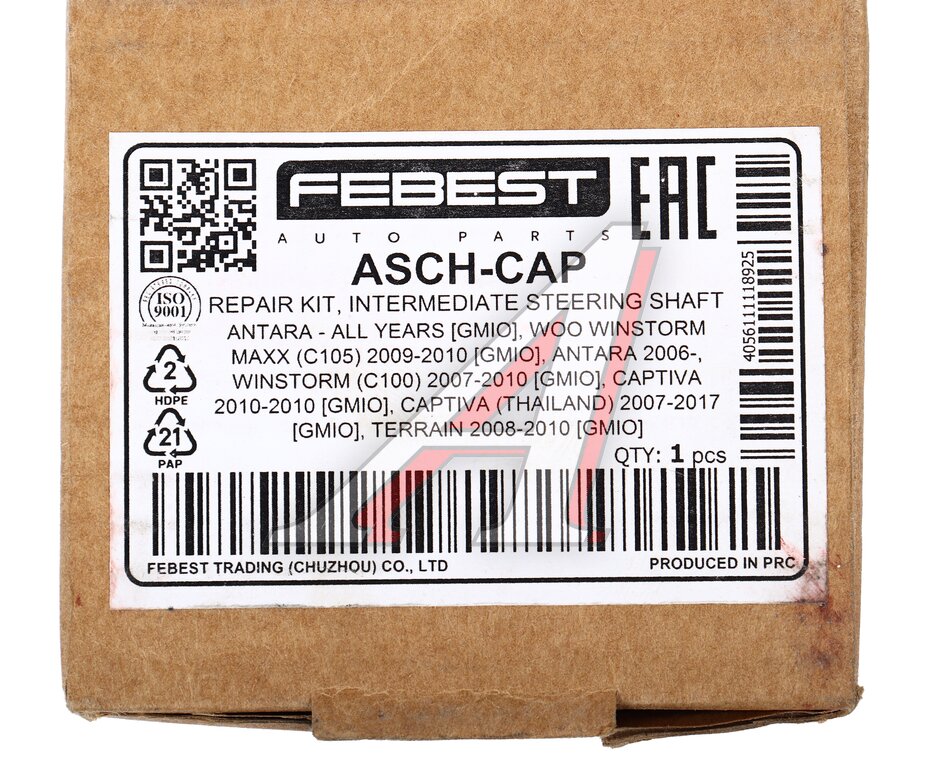 FEBEST
AUTO PARTS
EAC
ASCH-CAP
REPAIR KIT, INTERMEDIATE STEERING SHAFT
ANTARA - ALL YEARS [GMIO], WOO WINSTORM
MAXX (C105) 2009-2010 [GMIO], ANTARA 2006-,
WINSTORM (C100) 2007-2010 [GMIO], CAPTIVA
2010-2010 [GMIO], CAPTIVA (THAILAND) 2007-2017
[GMIO], TERRAIN 2008-2010 [GMIO]
QTY: 1 pcs
ISO
9001
2
HDPE
21
PAP
4056111118925
FEBEST TRADING (CHUZHOU) CO., LTD
PRODUCED IN PRC